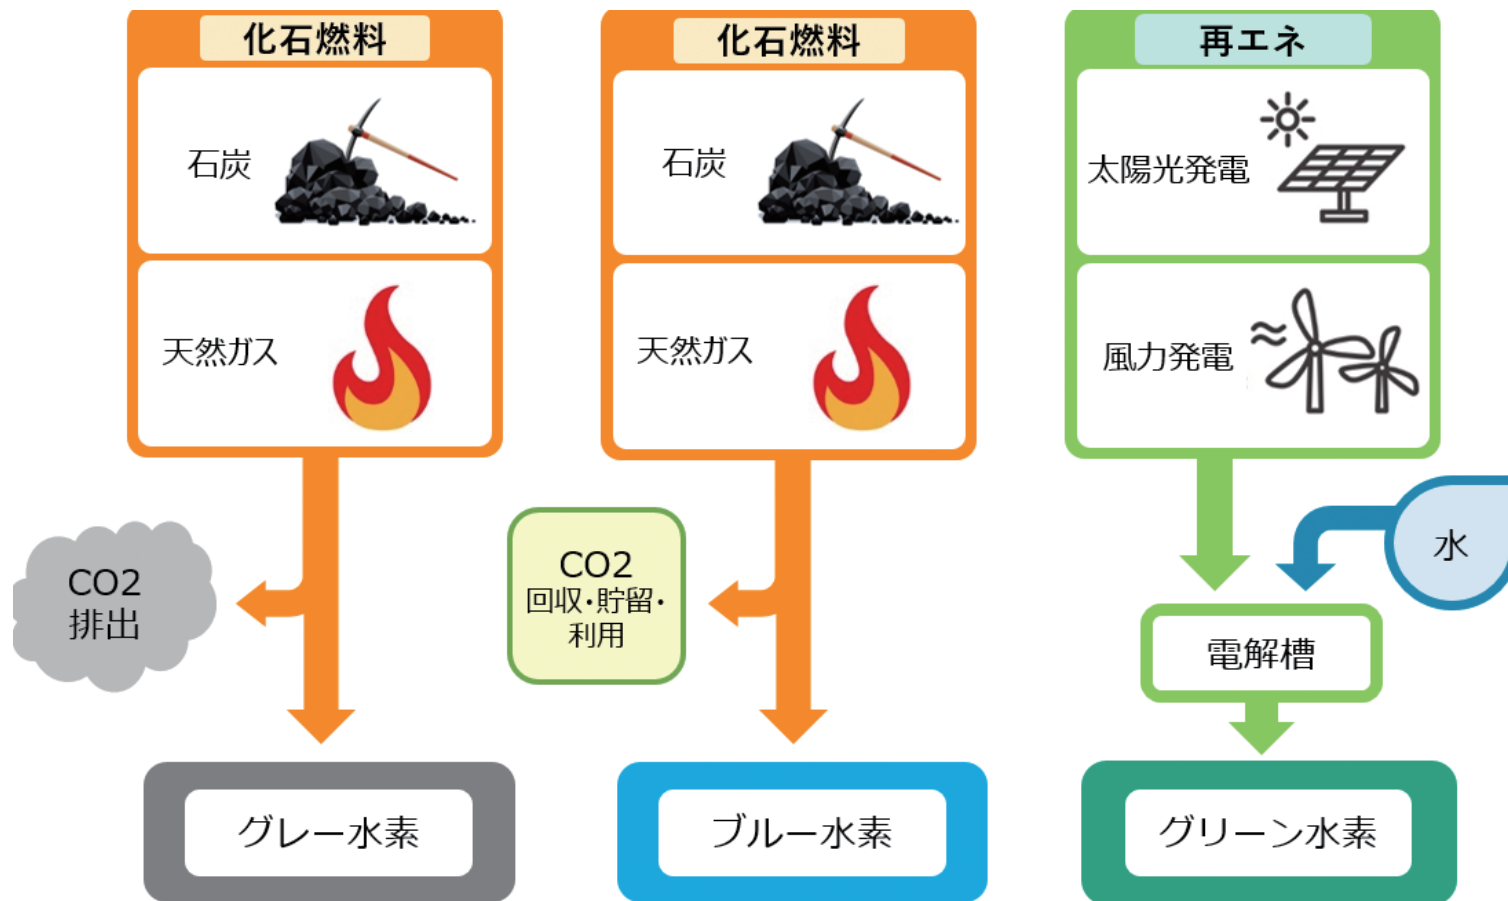 化石燃料
石炭
天然ガス
CO2
排出
グレー水素
化石燃料
石炭
天然ガス
CO2
回収・貯留・
利用
ブルー水素
再エネ
太陽光発電
風力発電
水
電解槽
グリーン水素